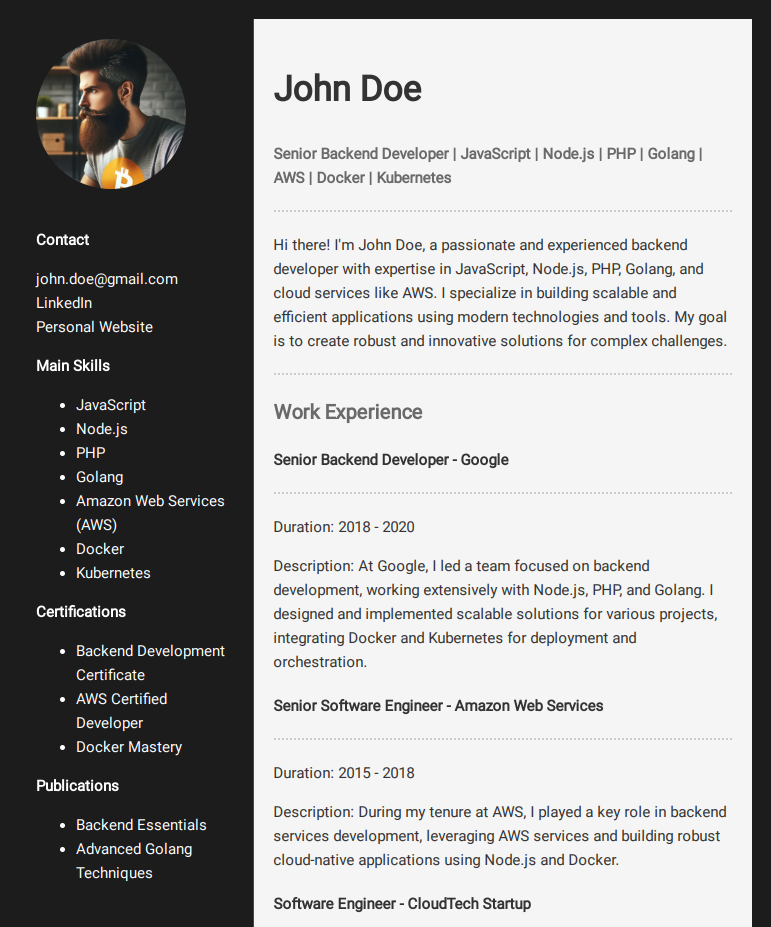 Contact
john.doe@gmail.com
LinkedIn
Personal Website
Main Skills
• JavaScript
• Node.js
• PHP
• Golang
• Amazon Web Services
(AWS)
• Docker
• Kubernetes
Certifications
• Backend Development
Certificate
• AWS Certified
Developer
• Docker Mastery
Publications
• Backend Essentials
• Advanced Golang
Techniques
John Doe
Senior Backend Developer | JavaScript | Node.js | PHP | Golang |
AWS | Docker | Kubernetes
Hi there! I'm John Doe, a passionate and experienced backend
developer with expertise in JavaScript, Node.js, PHP, Golang, and
cloud services like AWS. I specialize in building scalable and
efficient applications using modern technologies and tools. My goal
is to create robust and innovative solutions for complex challenges.
Work Experience
Senior Backend Developer - Google
Duration: 2018 - 2020
Description: At Google, I led a team focused on backend
development, working extensively with Node.js, PHP, and Golang. I
designed and implemented scalable solutions for various projects,
integrating Docker and Kubernetes for deployment and
orchestration.
Senior Software Engineer - Amazon Web Services
Duration: 2015 - 2018
Description: During my tenure at AWS, I played a key role in backend
services development, leveraging AWS services and building robust
cloud-native applications using Node.js and Docker.
Software Engineer - CloudTech Startup